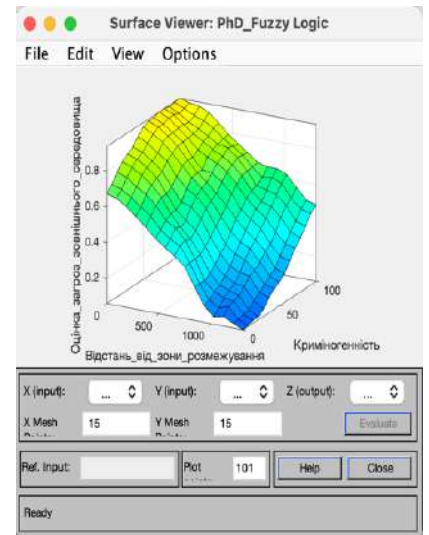 Surface Viewer: PhD_Fuzzy Logic
File Edit View Options
Оцінка_загроз_зовнішнього_середовища
0.8
0.6
0.4
0.2
0
500
1000
0
50
100
Відстань_від_зони_розмежування
Криміногенність
X (input): ... Y (input): ... Z (output): ...
X Mesh 15 Y Mesh 15 Evaluate
Ref. Input: Plot 101 Help Close
Ready